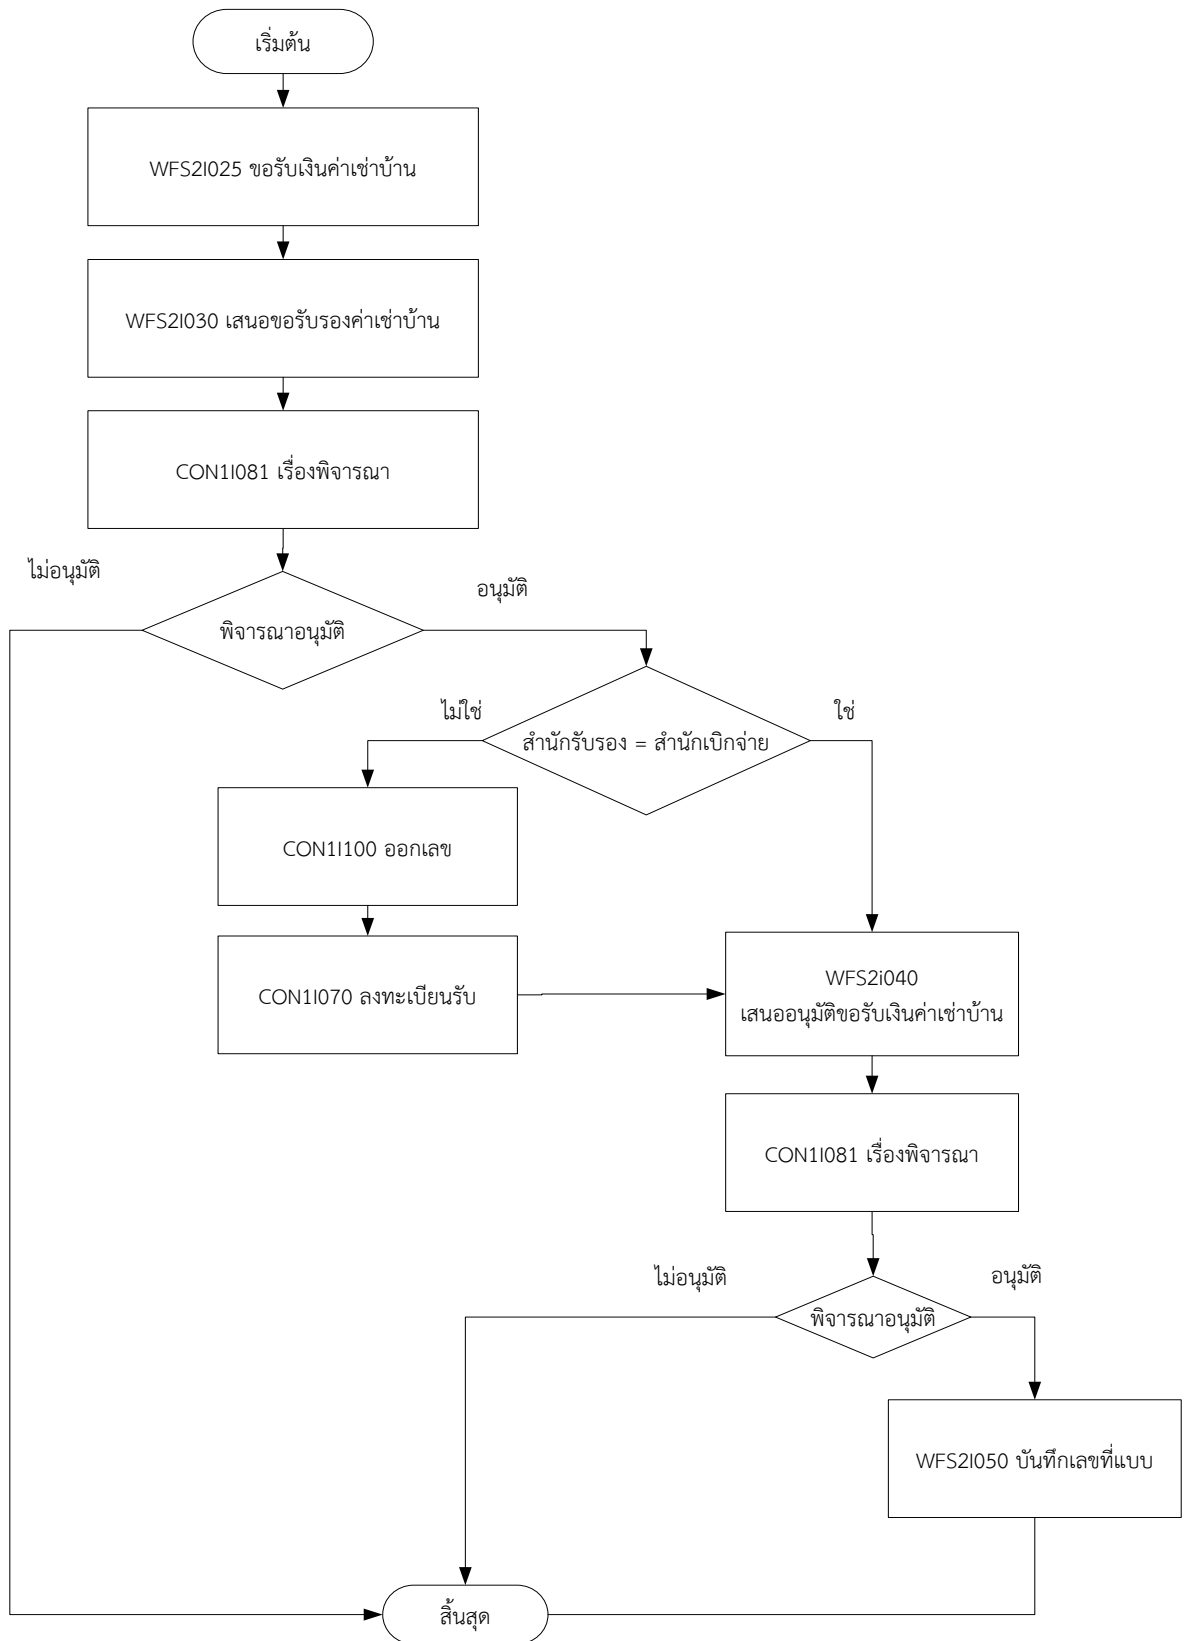 เริ่มต้น
WFS2I025 ขอรับเงินค่าเช่าบ้าน
WFS2I030 เสนอขอรับรองค่าเช่าบ้าน
CON1I081 เรื่องพิจารณา
ไม่อนุมัติ
อนุมัติ
พิจารณาอนุมัติ
ไม่ใช่
ใช่
สำนักรับรอง = สำนักเบิกจ่าย
CON1I100 ออกเลข
CON1I070 ลงทะเบียนรับ
WFS2i040
เสนออนุมัติขอรับเงินค่าเช่าบ้าน
CON1I081 เรื่องพิจารณา
ไม่อนุมัติ
อนุมัติ
พิจารณาอนุมัติ
WFS2I050 บันทึกเลขที่แบบ
สิ้นสุด